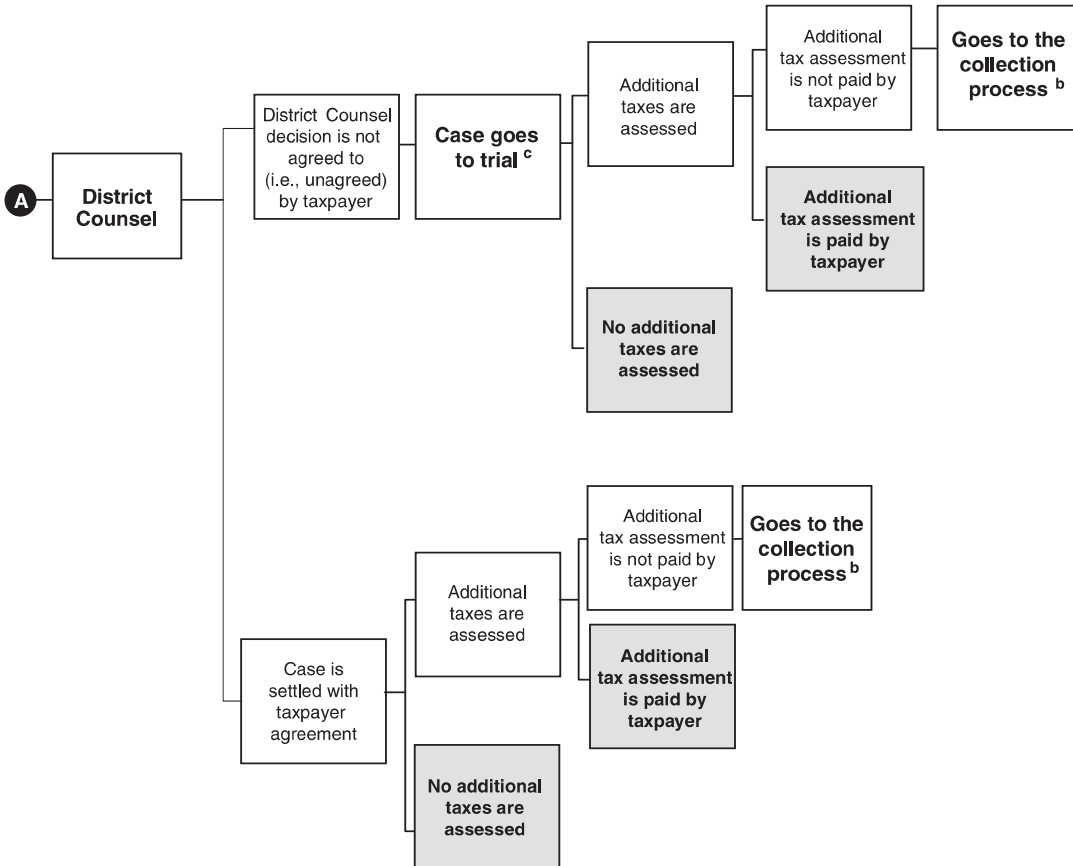 A
District
Counsel
District Counsel
decision is not
agreed to
(i.e., unagreed)
by taxpayer
Case goes
to trial c
Additional
taxes are
assessed
Additional
tax assessment
is not paid by
taxpayer
Goes to the
collection
process b
Additional
tax assessment
is paid by
taxpayer
No additional
taxes are
assessed
Case is
settled with
taxpayer
agreement
Additional
taxes are
assessed
Additional
tax assessment
is not paid by
taxpayer
Goes to the
collection
process b
Additional
tax assessment
is paid by
taxpayer
No additional
taxes are
assessed